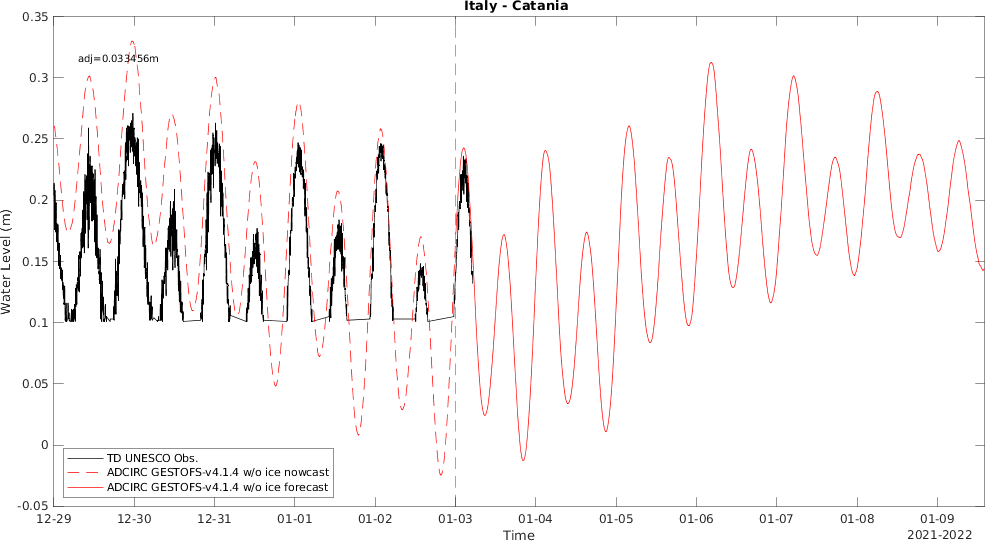 Italy - Catania
0.35
0.3
0.25
0.2
0.15
0.1
0.05
0
-0.05
Water Level (m)
adj=0.033456m
TD UNESCO Obs.
ADCIRC GESTOFS-v4.1.4 w/o ice nowcast
ADCIRC GESTOFS-v4.1.4 w/o ice forecast
12-29 12-30 12-31 01-01 01-02 01-03 01-04 01-05 01-06 01-07 01-08 01-09
Time
2021-2022